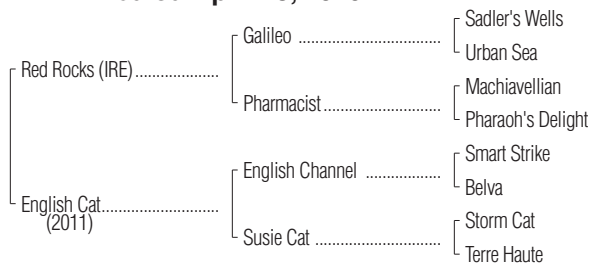 Sadler's Wells
Galileo ..................................
Urban Sea
Red Rocks (IRE)....................
Machiavellian
Pharmacist............................
Pharaoh's Delight
Smart Strike
English Channel ..................
Belva
English Cat............................
(2011)
Storm Cat
Susie Cat ..............................
Terre Haute